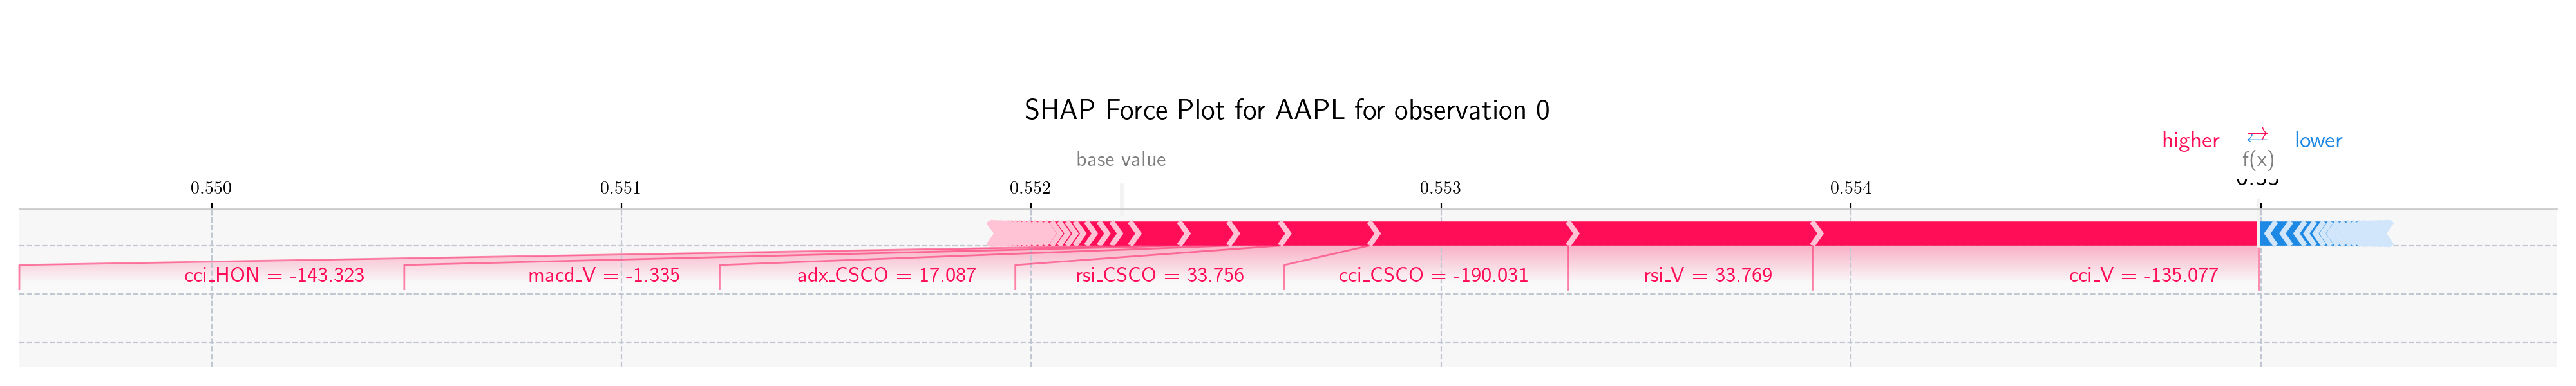 SHAP Force Plot for AAPL for observation 0
higher ⇄ lower
base value f(x)
0.550 0.551 0.552 0.553 0.554
cci_HON = -143.323 macd_V = -1.335 adx_CSCO = 17.087 rsi_CSCO = 33.756 cci_CSCO = -190.031 rsi_V = 33.769 cci_V = -135.077